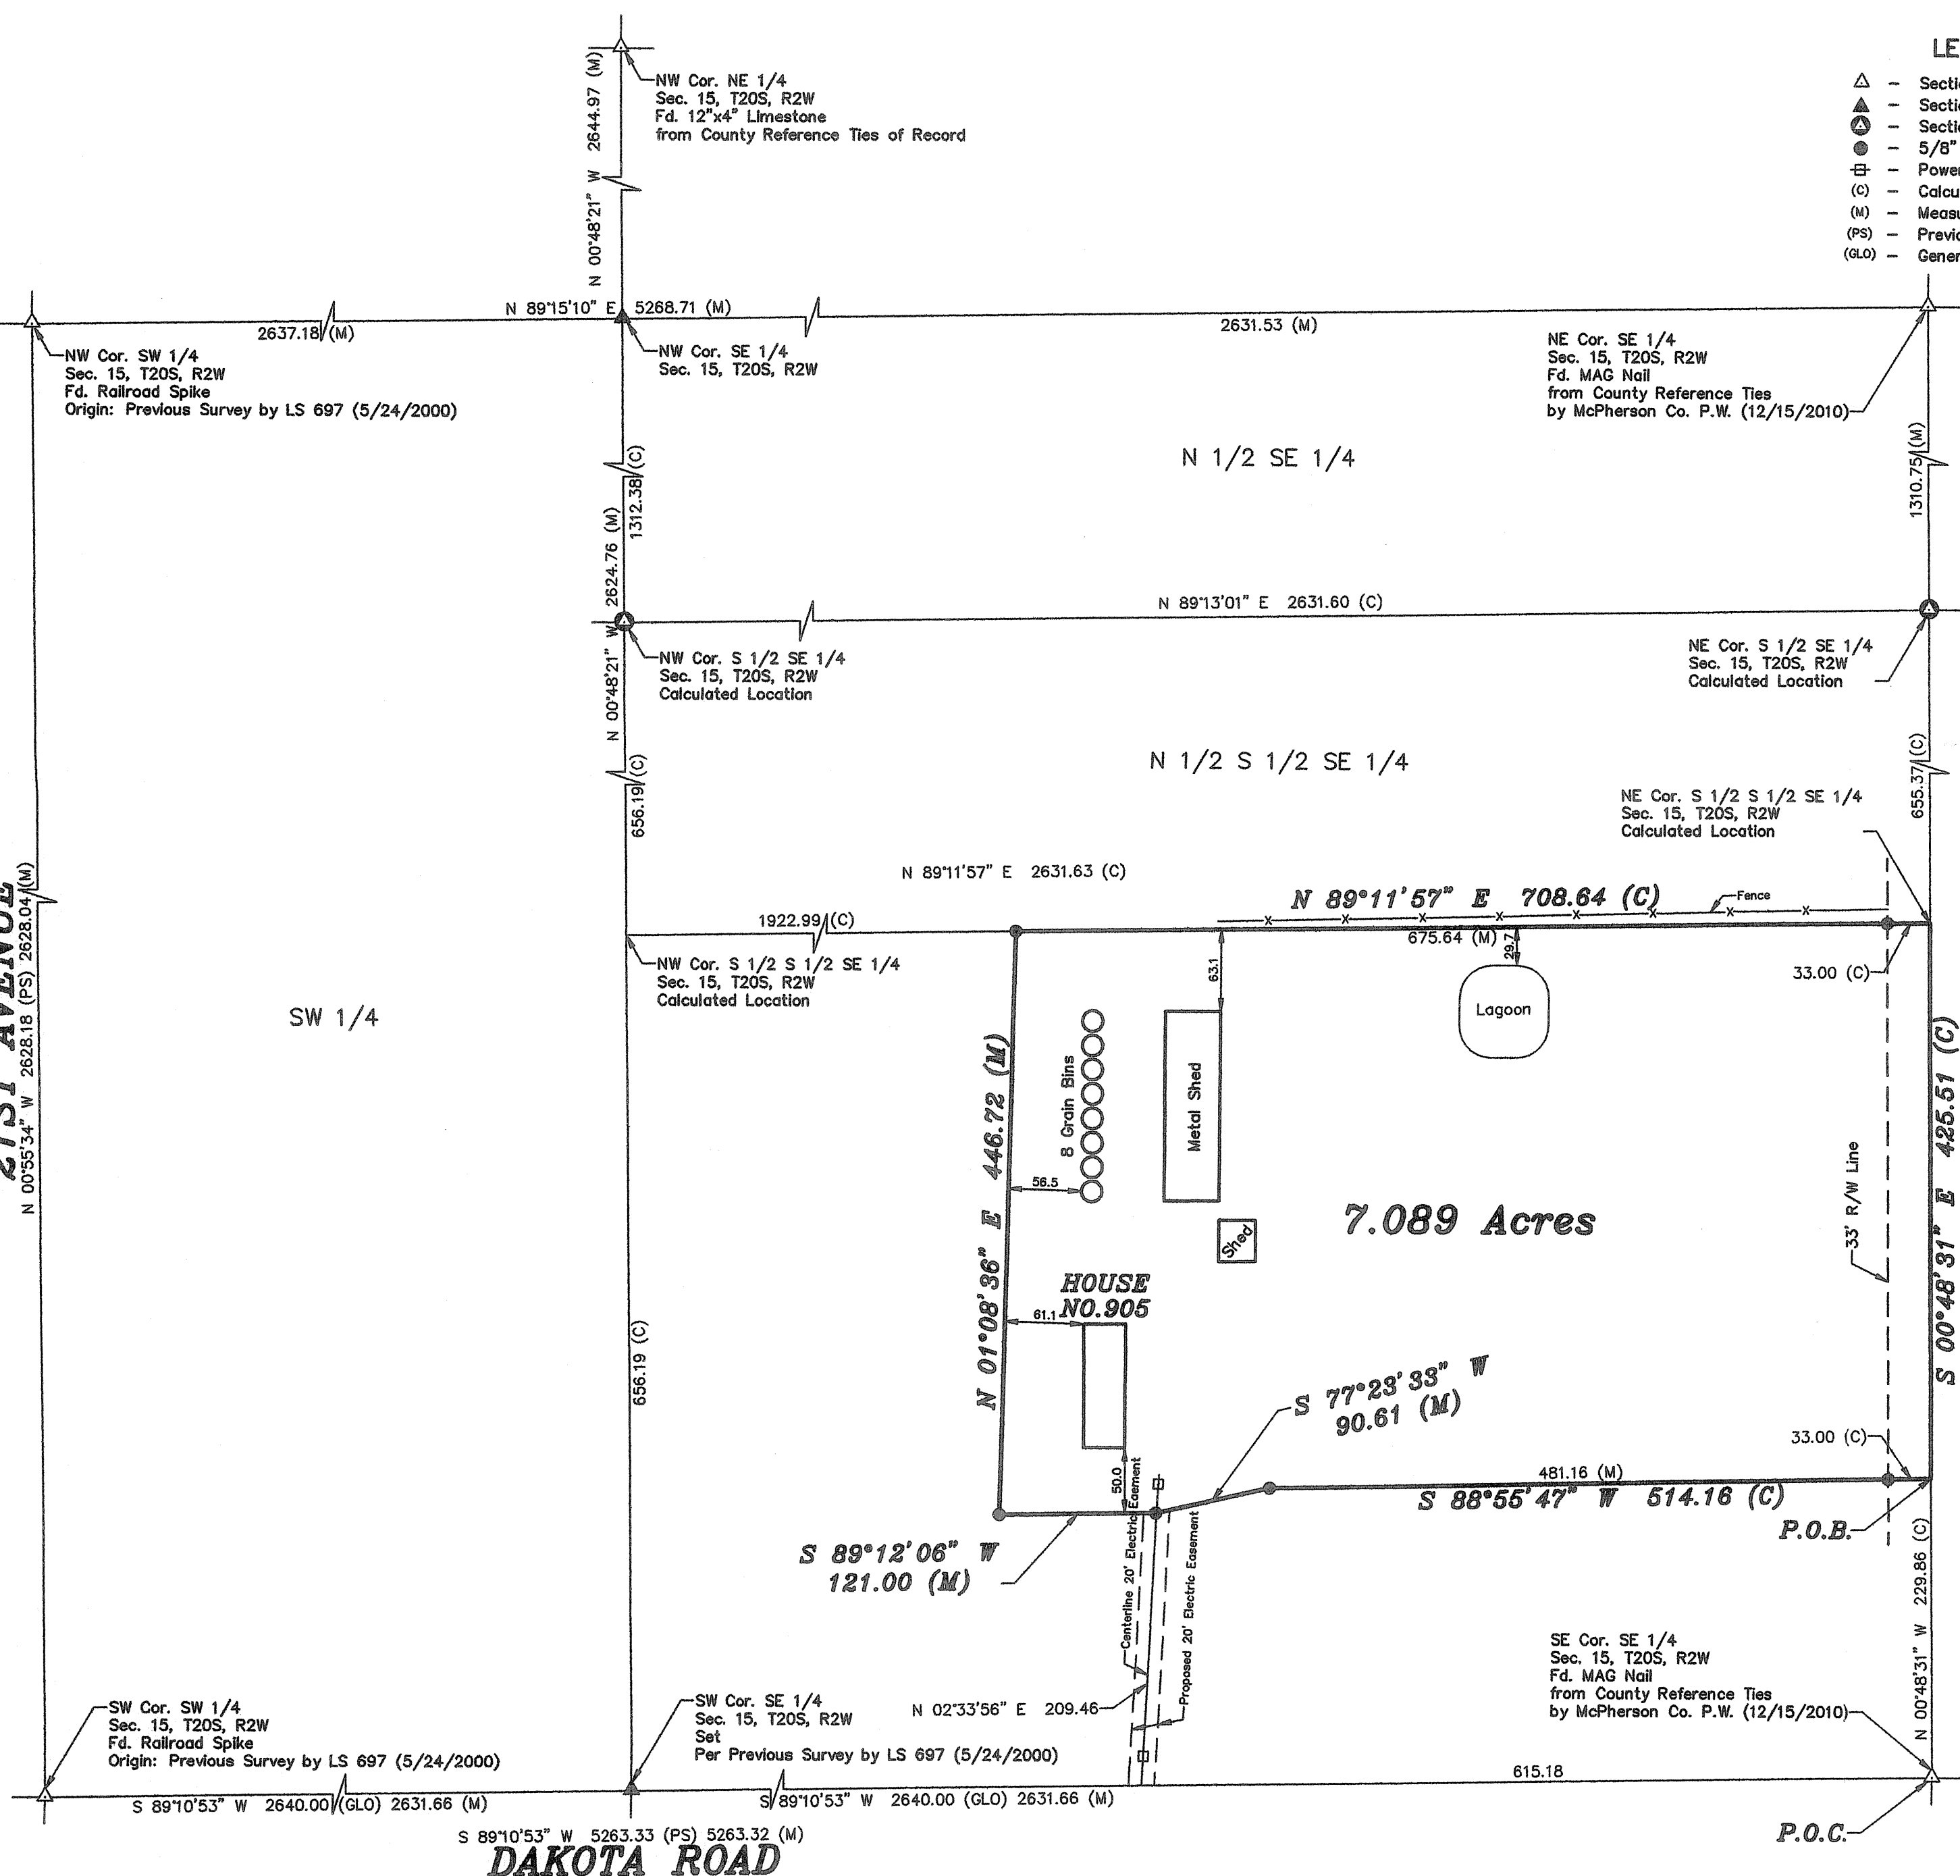 LE
Secti
Secti
Secti
5/8"
Power
(C) – Calcu
(M) – Measu
(PS) – Previo
(GLO) – Gener
N 00°48'21" W 2644.97 (M)
NW Cor. NE 1/4
Sec. 15, T20S, R2W
Fd. 12"x4" Limestone
from County Reference Ties of Record
N 89°15'10" E 5268.71 (M)
2637.18 (M)
2631.53 (M)
NW Cor. SW 1/4
Sec. 15, T20S, R2W
Fd. Railroad Spike
Origin: Previous Survey by LS 697 (5/24/2000)
NW Cor. SE 1/4
Sec. 15, T20S, R2W
NE Cor. SE 1/4
Sec. 15, T20S, R2W
Fd. MAG Nail
from County Reference Ties
by McPherson Co. P.W. (12/15/2010)
N 1/2 SE 1/4
1312.38 (C)
1310.75 (M)
N 00°48'21" W 2624.76 (M)
N 89°13'01" E 2631.60 (C)
NW Cor. S 1/2 SE 1/4
Sec. 15, T20S, R2W
Calculated Location
NE Cor. S 1/2 SE 1/4
Sec. 15, T20S, R2W
Calculated Location
N 1/2 S 1/2 SE 1/4
656.19 (C)
655.37 (C)
NE Cor. S 1/2 S 1/2 SE 1/4
Sec. 15, T20S, R2W
Calculated Location
N 89°11'57" E 2631.63 (C)
N 89°11'57" E 708.64 (C)
Fence
1922.99 (C)
675.64 (M)
NW Cor. S 1/2 S 1/2 SE 1/4
Sec. 15, T20S, R2W
Calculated Location
63.1
29.7
33.00 (C)
21ST AVENUE
N 00°55'34" W 2628.18 (PS) 2628.04 (M)
SW 1/4
Lagoon
8 Grain Bins
Metal Shed
N 01°08'36" E 446.72 (M)
S 00°48'31" E 425.51 (C)
56.5
33' R/W Line
7.089 Acres
Shed
HOUSE
NO.905
61.1
656.19 (C)
S 77°23'33" W
90.61 (M)
33.00 (C)
50.0
481.16 (M)
S 88°55'47" W 514.16 (C)
P.O.B.
S 89°12'06" W
121.00 (M)
Centerline 20' Electric Eaement
Proposed 20' Electric Easement
N 00°48'31" W 229.86 (C)
SE Cor. SE 1/4
Sec. 15, T20S, R2W
Fd. MAG Nail
from County Reference Ties
by McPherson Co. P.W. (12/15/2010)
N 02°33'56" E 209.46
SW Cor. SW 1/4
Sec. 15, T20S, R2W
Fd. Railroad Spike
Origin: Previous Survey by LS 697 (5/24/2000)
SW Cor. SE 1/4
Sec. 15, T20S, R2W
Set
Per Previous Survey by LS 697 (5/24/2000)
615.18
S 89°10'53" W 2640.00 (GLO) 2631.66 (M)
S 89°10'53" W 2640.00 (GLO) 2631.66 (M)
S 89°10'53" W 5263.33 (PS) 5263.32 (M)
DAKOTA ROAD
P.O.C.